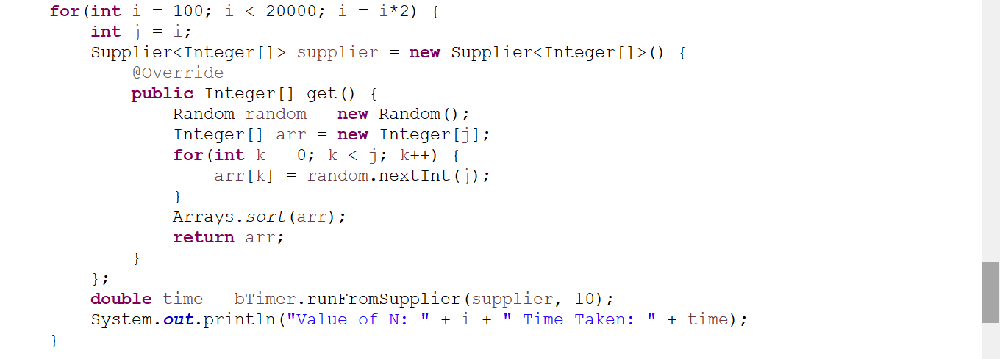 for(int i = 100; i < 20000; i = i*2) {
    int j = i;
    Supplier<Integer[]> supplier = new Supplier<Integer[]>() {
        @Override
        public Integer[] get() {
            Random random = new Random();
            Integer[] arr = new Integer[j];
            for(int k = 0; k < j; k++) {
                arr[k] = random.nextInt(j);
            }
            Arrays.sort(arr);
            return arr;
        }
    };
    double time = bTimer.runFromSupplier(supplier, 10);
    System.out.println("Value of N: " + i + " Time Taken: " + time);
}